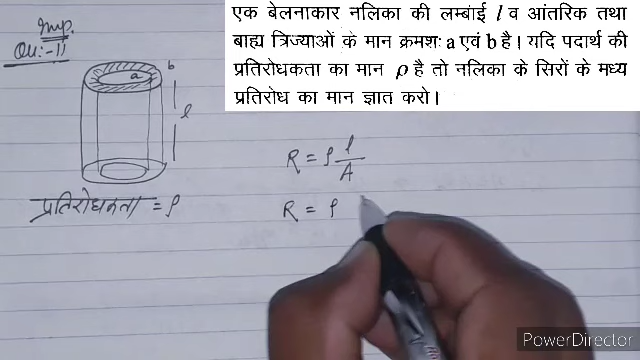 Imp.
Qu:-11
एक बेलनाकार नलिका की लम्बाई l व आंतरिक तथा
बाह्य त्रिज्याओं के मान क्रमशः a एवं b है। यदि पदार्थ की
प्रतिरोधकता का मान ρ है तो नलिका के सिरों के मध्य
प्रतिरोध का मान ज्ञात करो।
b
a
l
R = ρ l/A
प्रतिरोधकता = ρ
R = ρ
PowerDirector